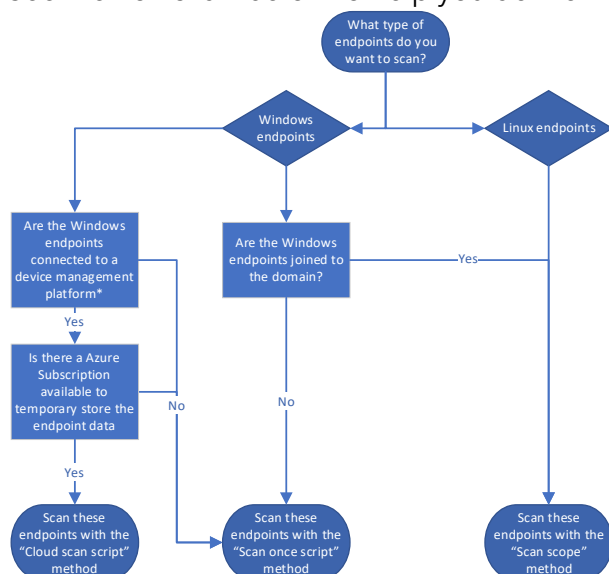 What type of
endpoints do you
want to scan?
Windows
endpoints
Linux endpoints
Are the Windows
endpoints
connected to a
device management
platform*
Are the Windows
endpoints joined to
the domain?
Yes
Yes
Is there a Azure
Subscription
available to
temporary store the
endpoint data
No
No
Yes
Scan these
endpoints with the
“Cloud scan script”
method
Scan these
endpoints with the
“Scan once script”
method
Scan these
endpoints with the
“Scan scope”
method